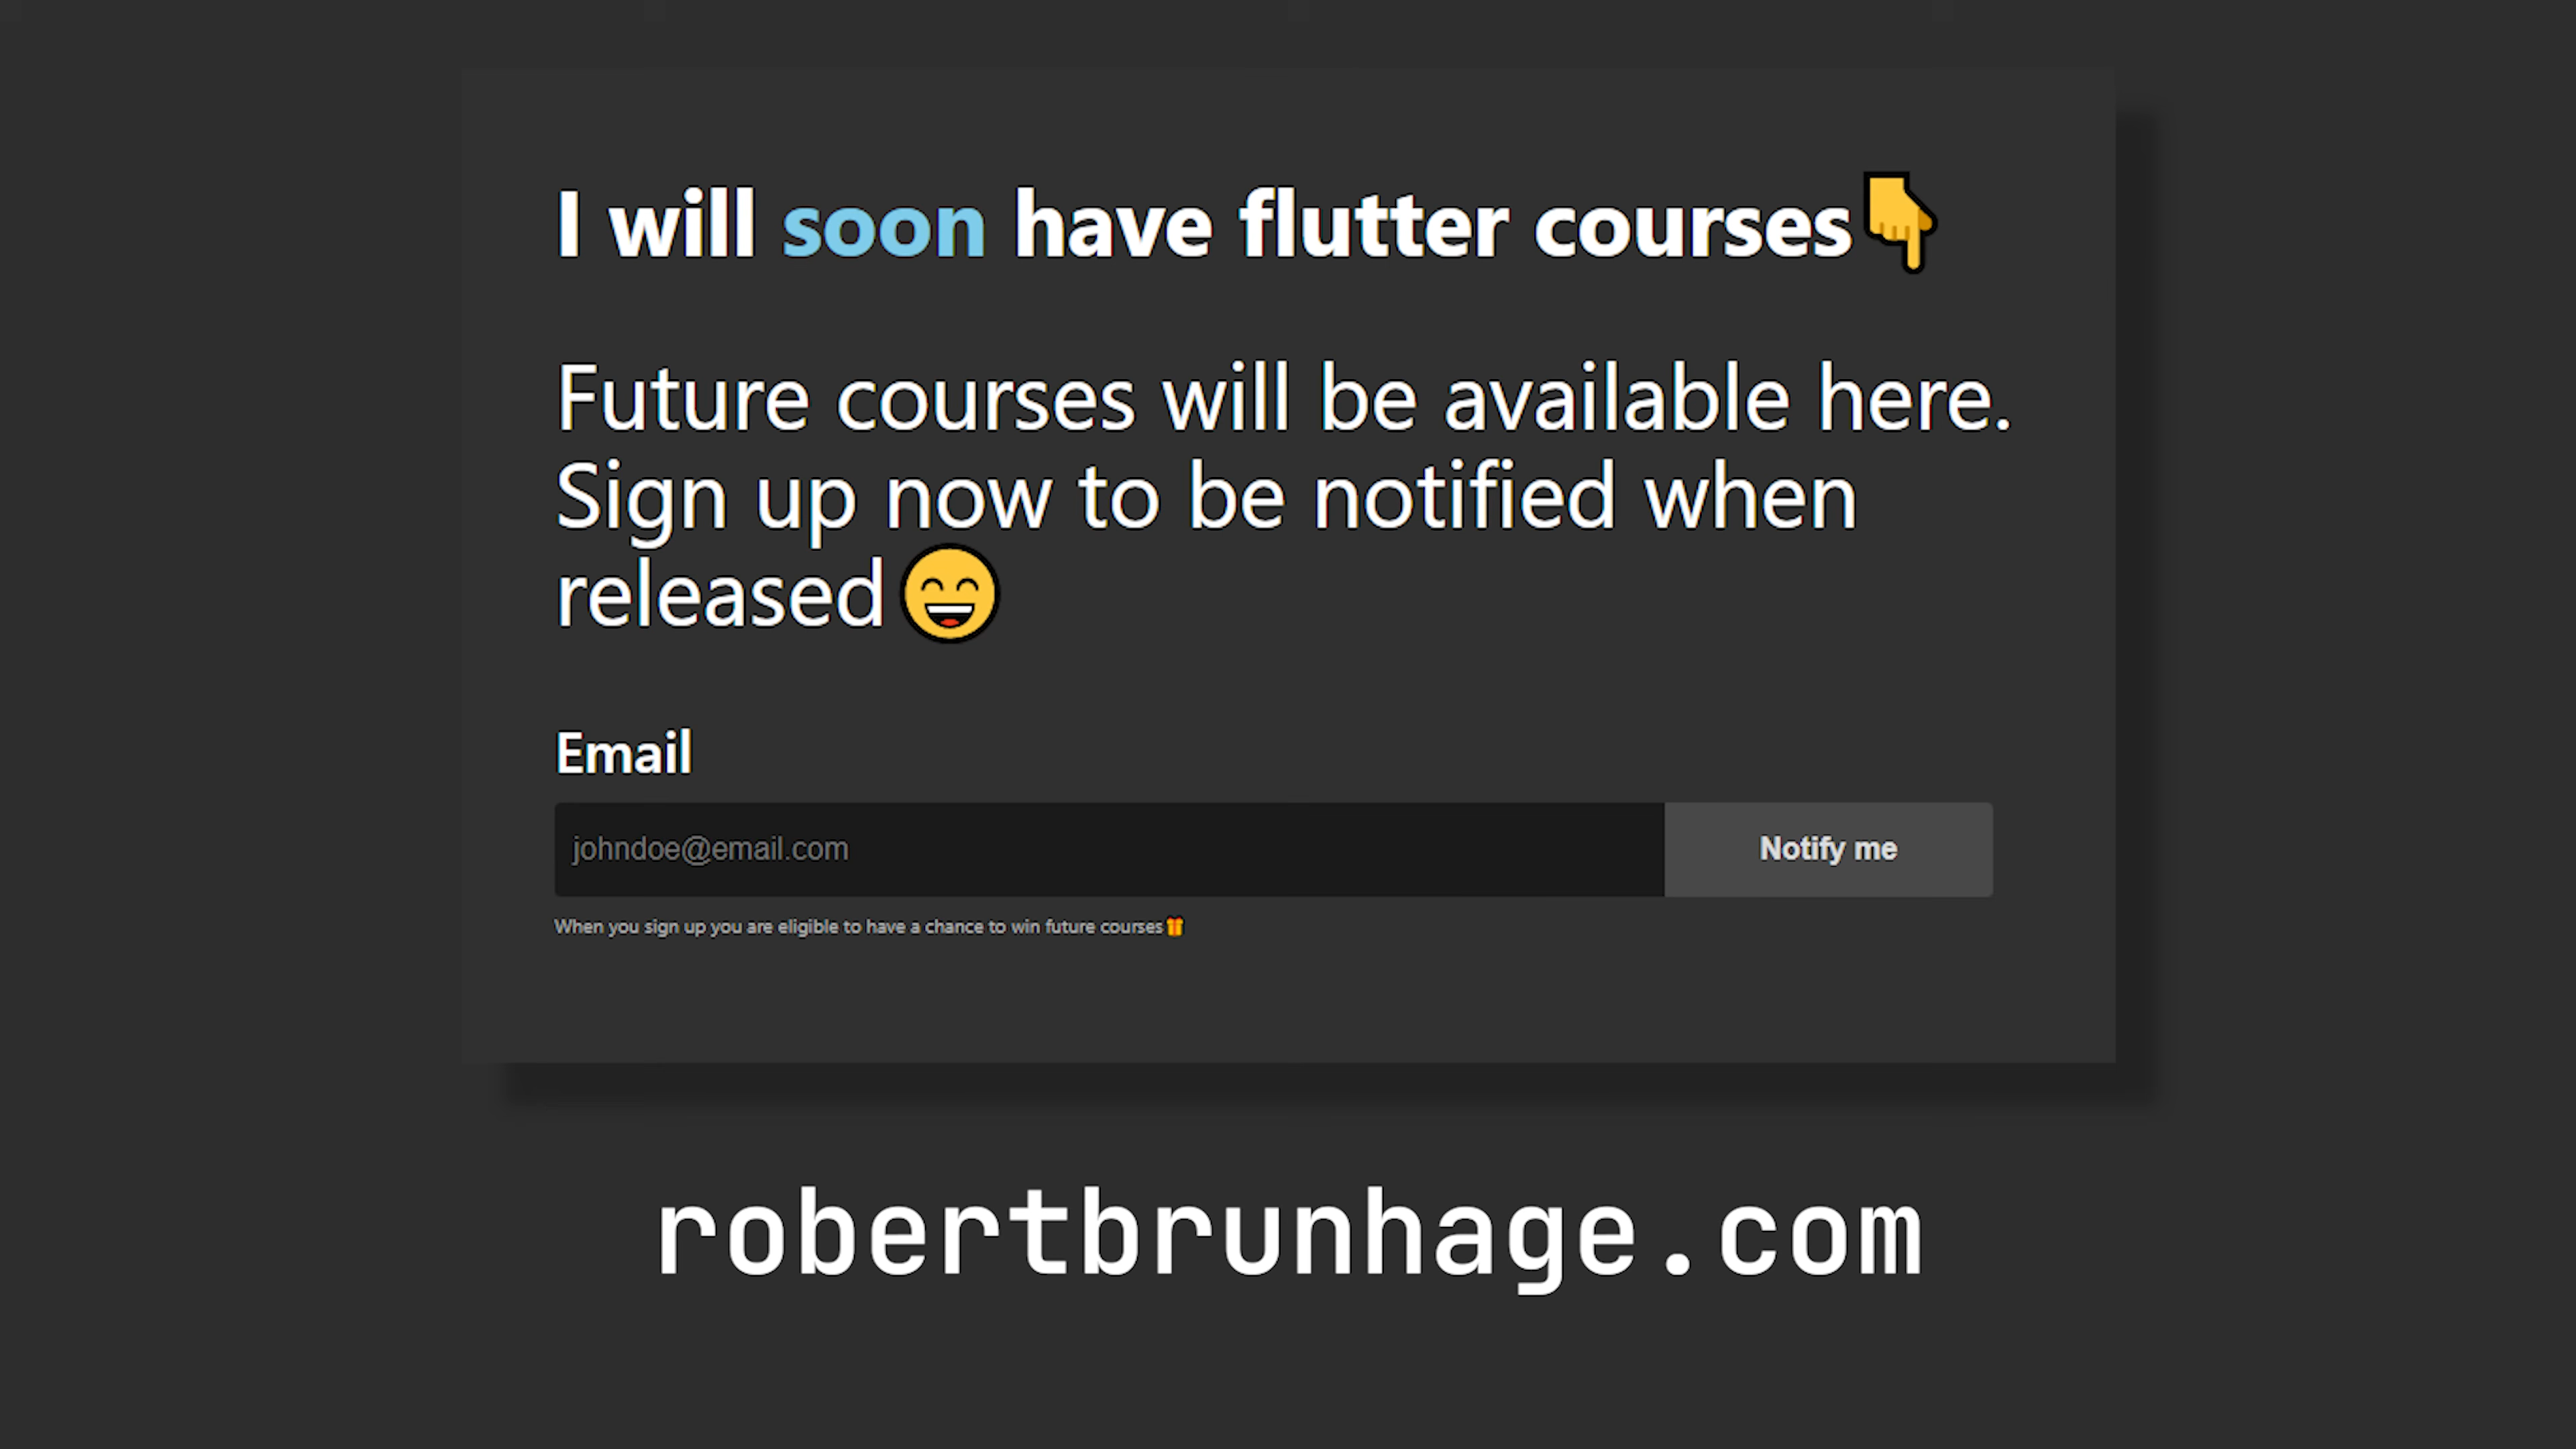 I will soon have flutter courses👇
Future courses will be available here.
Sign up now to be notified when
released😄
Email
johndoe@email.com
Notify me
When you sign up you are eligible to have a chance to win future courses🎁
robertbrunhage.com